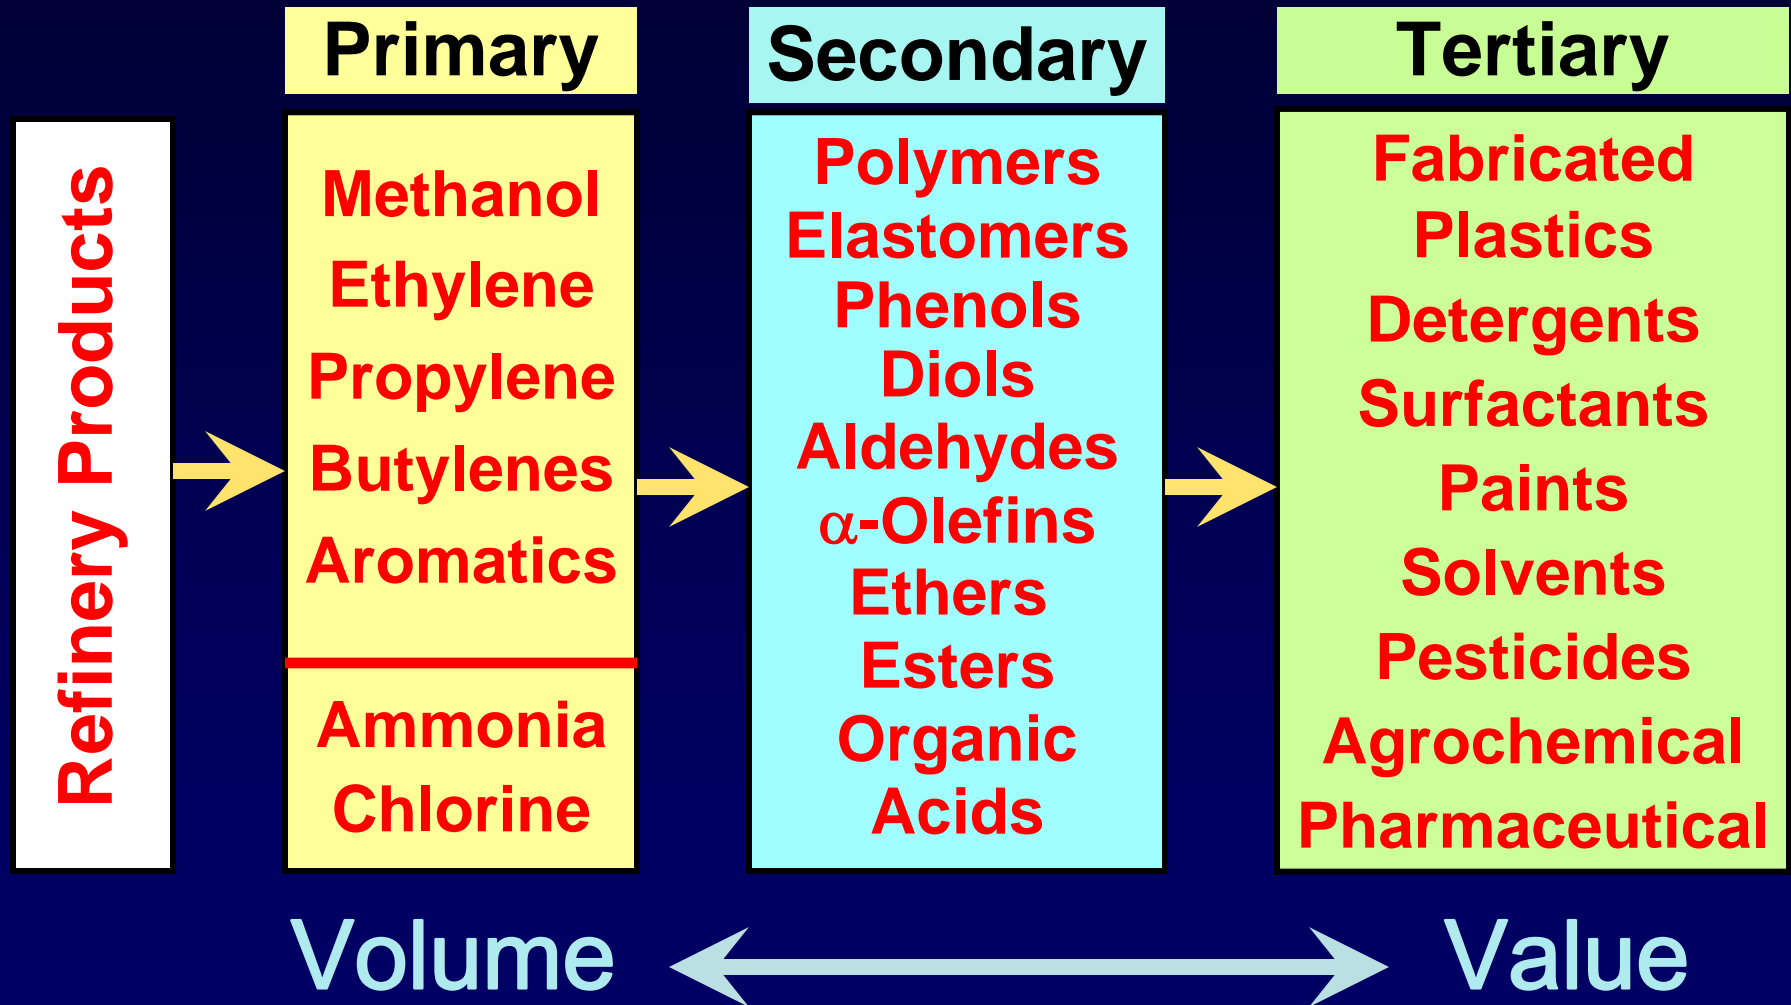 Refinery Products
Primary
Methanol
Ethylene
Propylene
Butylenes
Aromatics
Ammonia
Chlorine
Secondary
Polymers
Elastomers
Phenols
Diols
Aldehydes
α-Olefins
Ethers
Esters
Organic
Acids
Tertiary
Fabricated
Plastics
Detergents
Surfactants
Paints
Solvents
Pesticides
Agrochemical
Pharmaceutical
Volume
Value